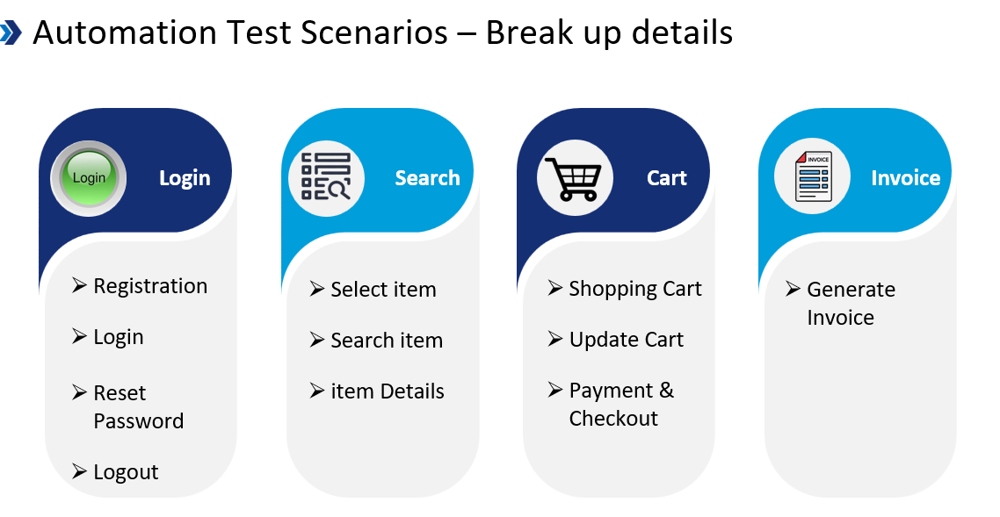 Automation Test Scenarios – Break up details
Login
Login
➢ Registration
➢ Login
➢ Reset
Password
➢ Logout
Search
➢ Select item
➢ Search item
➢ item Details
Cart
➢ Shopping Cart
➢ Update Cart
➢ Payment &
Checkout
INVOICE
Invoice
➢ Generate
Invoice